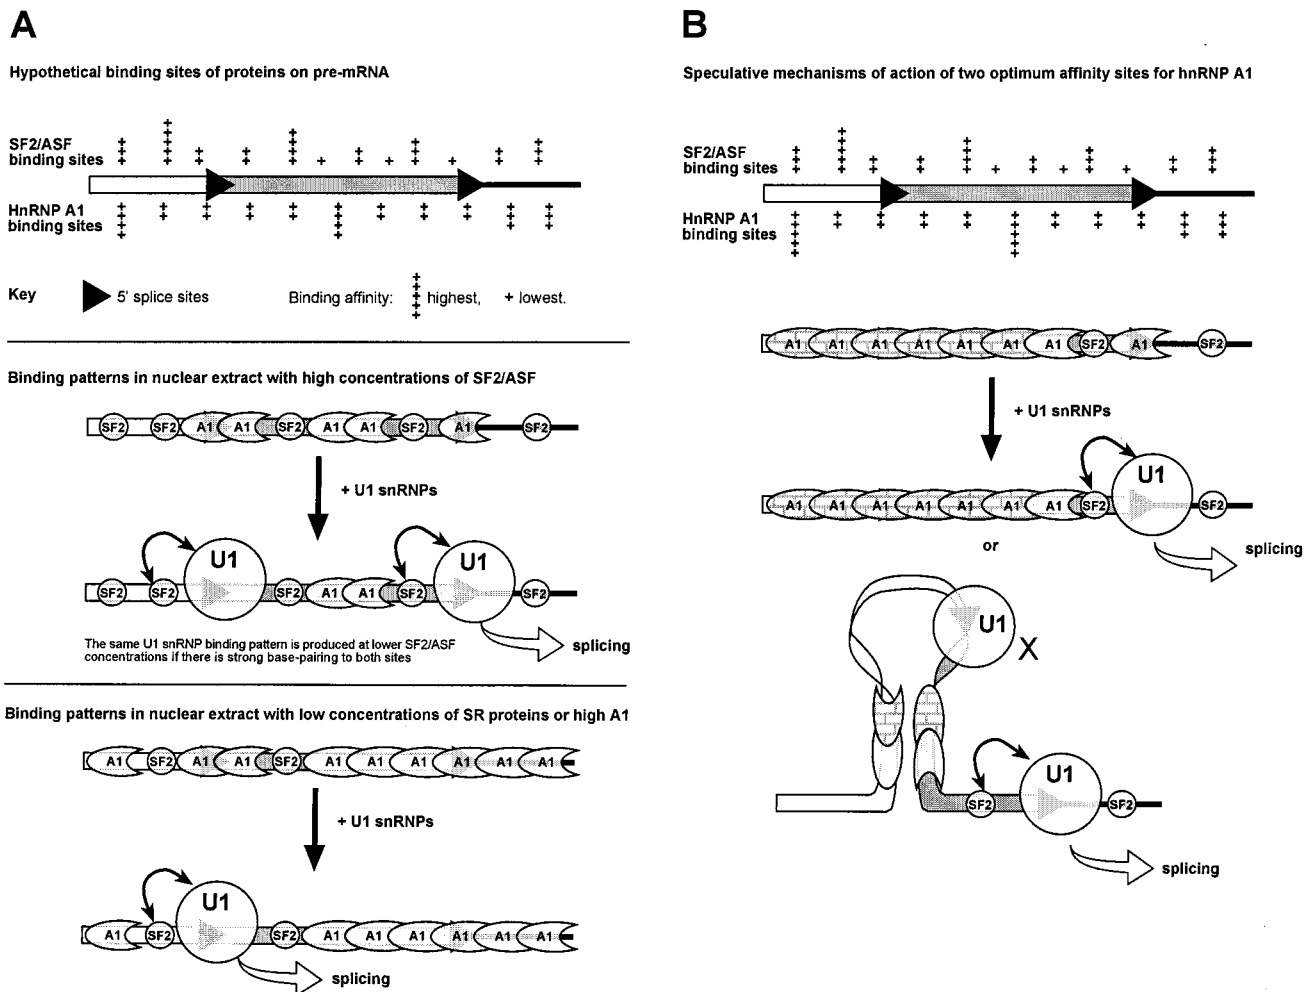 A
Hypothetical binding sites of proteins on pre-mRNA
SF2/ASF
binding sites
HnRNP A1
binding sites
Key
5' splice sites
Binding affinity:
highest,
+ lowest.
Binding patterns in nuclear extract with high concentrations of SF2/ASF
SF2 SF2 A1 A1 SF2 A1 A1 SF2 A1 SF2
+ U1 snRNPs
U1 U1
SF2 SF2 SF2 A1 A1 SF2 SF2
The same U1 snRNP binding pattern is produced at lower SF2/ASF
concentrations if there is strong base-pairing to both sites
splicing
Binding patterns in nuclear extract with low concentrations of SR proteins or high A1
A1 SF2 A1 A1 SF2 A1 A1 A1 A1 A1 A1
+ U1 snRNPs
U1
A1 SF2 SF2 A1 A1 A1 A1 A1 A1
splicing
B
Speculative mechanisms of action of two optimum affinity sites for hnRNP A1
SF2/ASF
binding sites
HnRNP A1
binding sites
A1 A1 A1 A1 A1 A1 A1 SF2 A1 SF2
+ U1 snRNPs
U1
A1 A1 A1 A1 A1 A1 A1 SF2 SF2
or
splicing
U1
X
U1
SF2 SF2
splicing